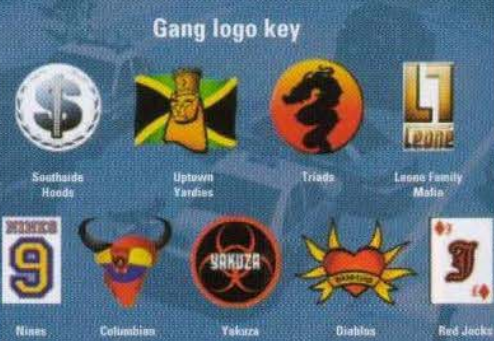 Gang logo key
Leone
Southside
Hoods
Uptown
Yardies
Triads
Leone Family
Mafia
NINES
9
YAKUZA
J
Nines
Columbian
Yakuza
Diablos
Red Jacks